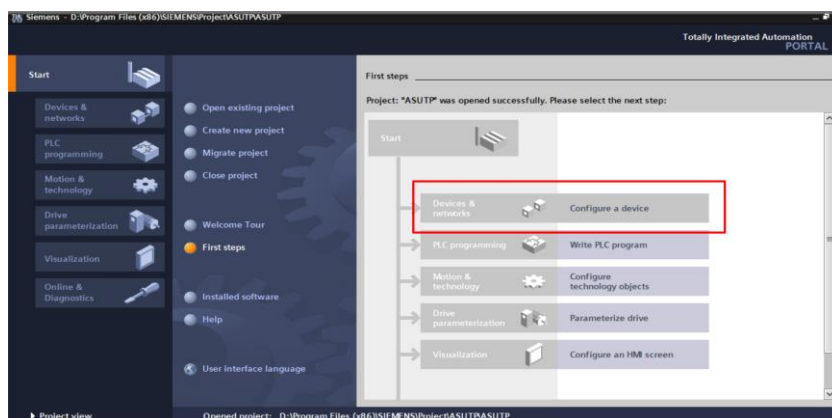 Siemens - D:\Program Files (x86)\SIEMENS\Project\ASUTP\ASUTP
Totally Integrated Automation
PORTAL
Start
Devices &
networks
PLC
programming
Motion &
technology
Drive
parameterization
Visualization
Online &
Diagnostics
Open existing project
Create new project
Migrate project
Close project
Welcome Tour
First steps
Installed software
Help
User interface language
First steps
Project: "ASUTP" was opened successfully. Please select the next step:
Start
Devices &
networks
Configure a device
PLC programming
Write PLC program
Motion &
technology
Configure
technology objects
Drive
parameterization
Parameterize drive
Visualization
Configure an HMI screen
Project view
Opened project: D:\Program Files (x86)\SIEMENS\Project\ASUTP\ASUTP